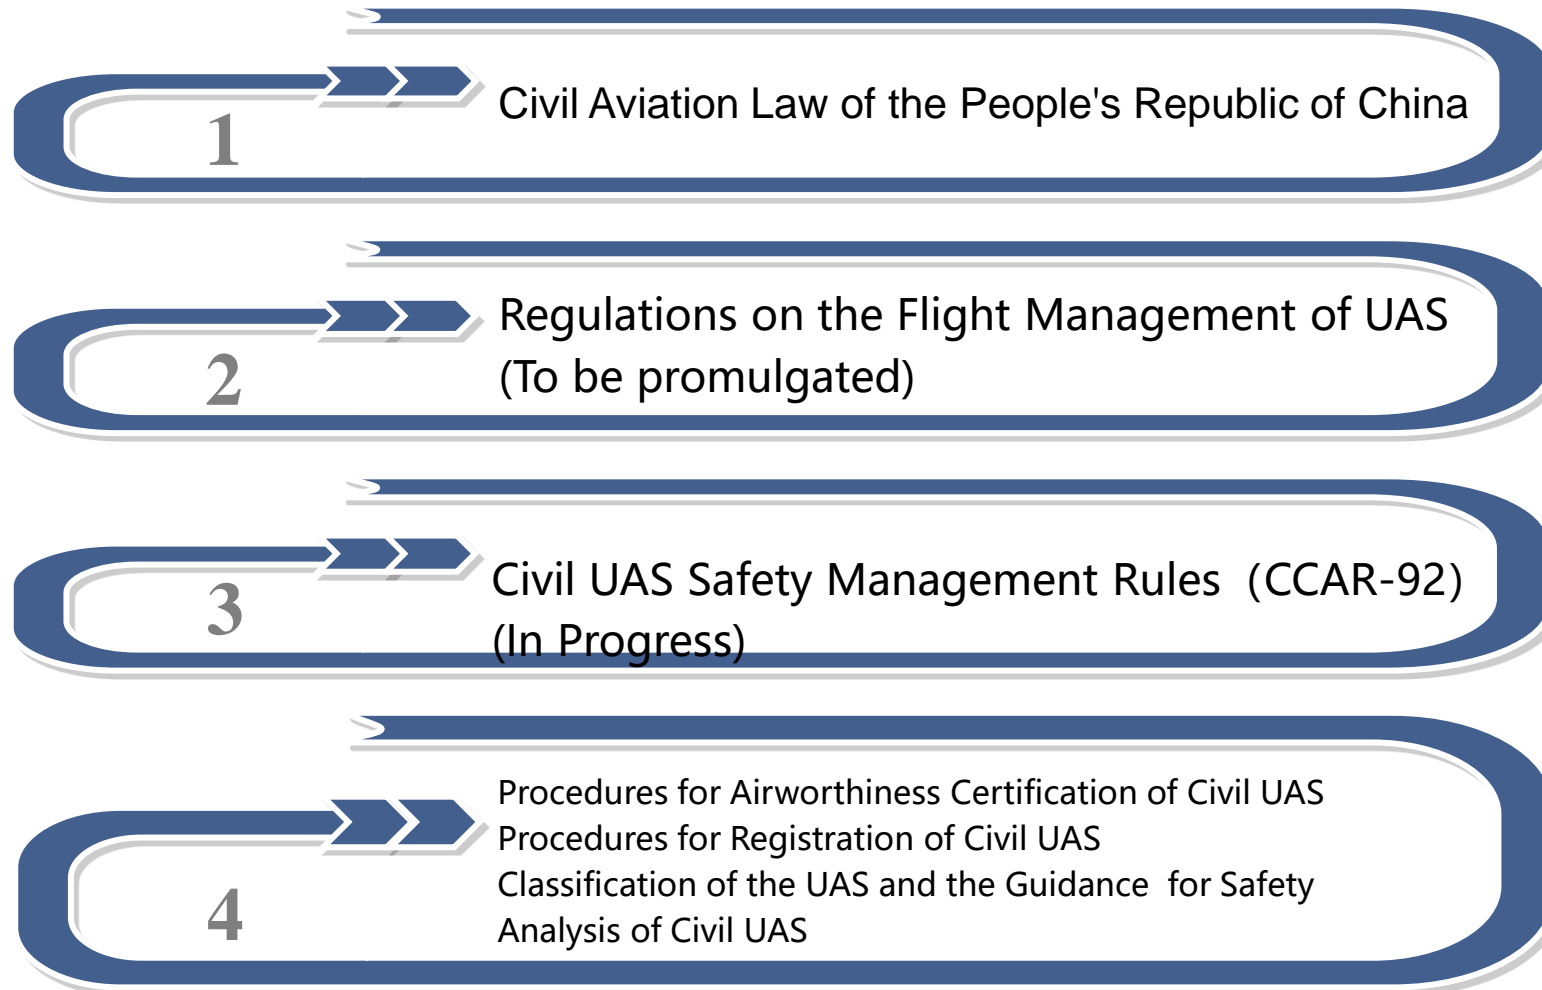 1
Civil Aviation Law of the People's Republic of China
2
Regulations on the Flight Management of UAS
(To be promulgated)
3
Civil UAS Safety Management Rules (CCAR-92)
(In Progress)
4
Procedures for Airworthiness Certification of Civil UAS
Procedures for Registration of Civil UAS
Classification of the UAS and the Guidance for Safety
Analysis of Civil UAS